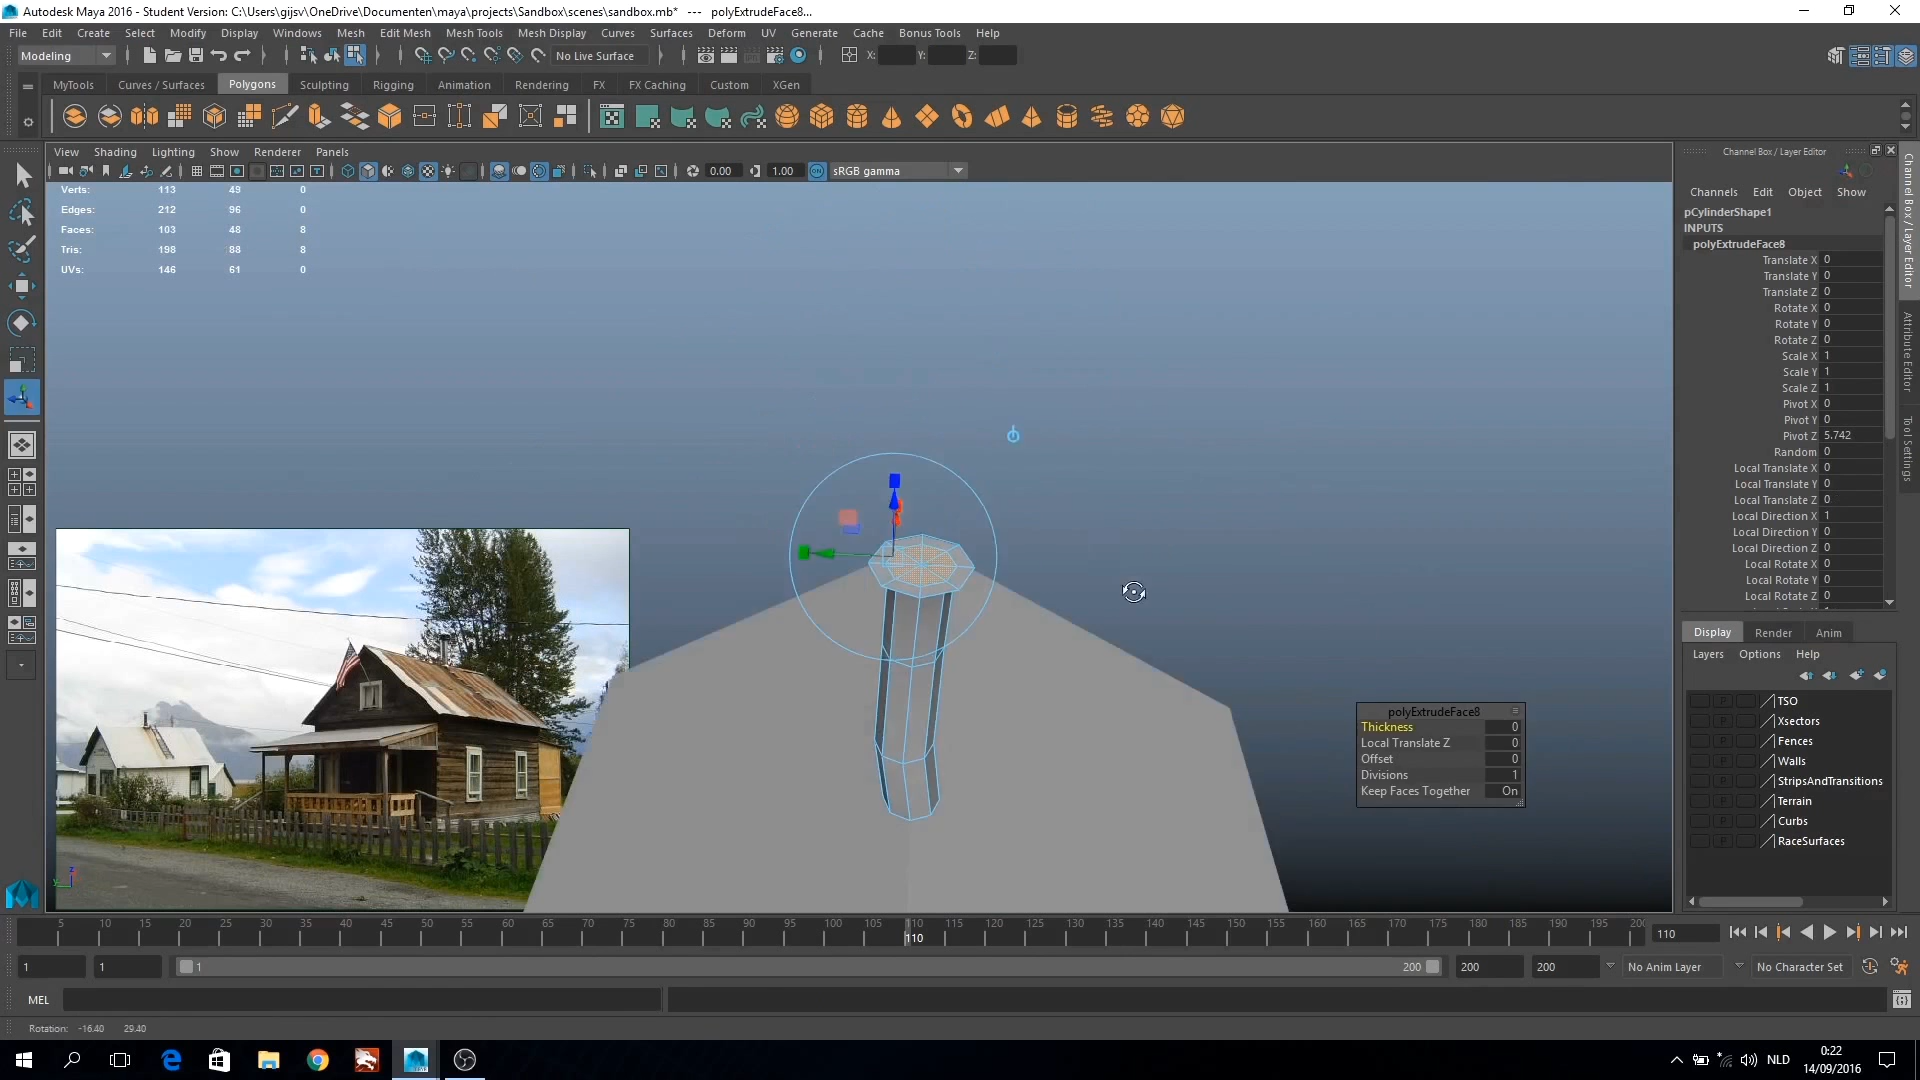 Autodesk Maya 2016 - Student Version: C:\Users\gijsv\OneDrive\Documenten\maya\projects\Sandbox\scenes\sandbox.mb* --- polyExtrudeFace8...
File Edit Create Select Modify Display Windows Mesh Edit Mesh Mesh Tools Mesh Display Curves Surfaces Deform UV Generate Cache Bonus Tools Help
Modeling No Live Surface X: Y: Z:
MyTools Curves / Surfaces Polygons Sculpting Rigging Animation Rendering FX FX Caching Custom XGen
View Shading Lighting Show Renderer Panels
0.00 1.00 sRGB gamma
Verts: 113 49 0
Edges: 212 96 0
Faces: 103 48 8
Tris: 198 88 8
UVs: 146 61 0
polyExtrudeFace8
Thickness 0
Local Translate Z 0
Offset 0
Divisions 1
Keep Faces Together On
Channel Box / Layer Editor
Channels Edit Object Show
pCylinderShape1
INPUTS
polyExtrudeFace8
Translate X 0
Translate Y 0
Translate Z 0
Rotate X 0
Rotate Y 0
Rotate Z 0
Scale X 1
Scale Y 1
Scale Z 1
Pivot X 0
Pivot Y 0
Pivot Z 5.742
Random 0
Local Translate X 0
Local Translate Y 0
Local Translate Z 0
Local Direction X 1
Local Direction Y 0
Local Direction Z 0
Local Rotate X 0
Local Rotate Y 0
Local Rotate Z 0
Display Render Anim
Layers Options Help
TSO
Xsectors
Fences
Walls
StripsAndTransitions
Terrain
Curbs
RaceSurfaces
Channel Box / Layer Editor
Attribute Editor
Tool Settings
5 10 15 20 25 30 35 40 45 50 55 60 65 70 75 80 85 90 95 100 105 110 115 120 125 130 135 140 145 150 155 160 165 170 175 180 185 190 195 200
110
110
1 1 1 200 200 200 No Anim Layer No Character Set
MEL
Rotation: -16.40 29.40
NLD
0:22
14/09/2016